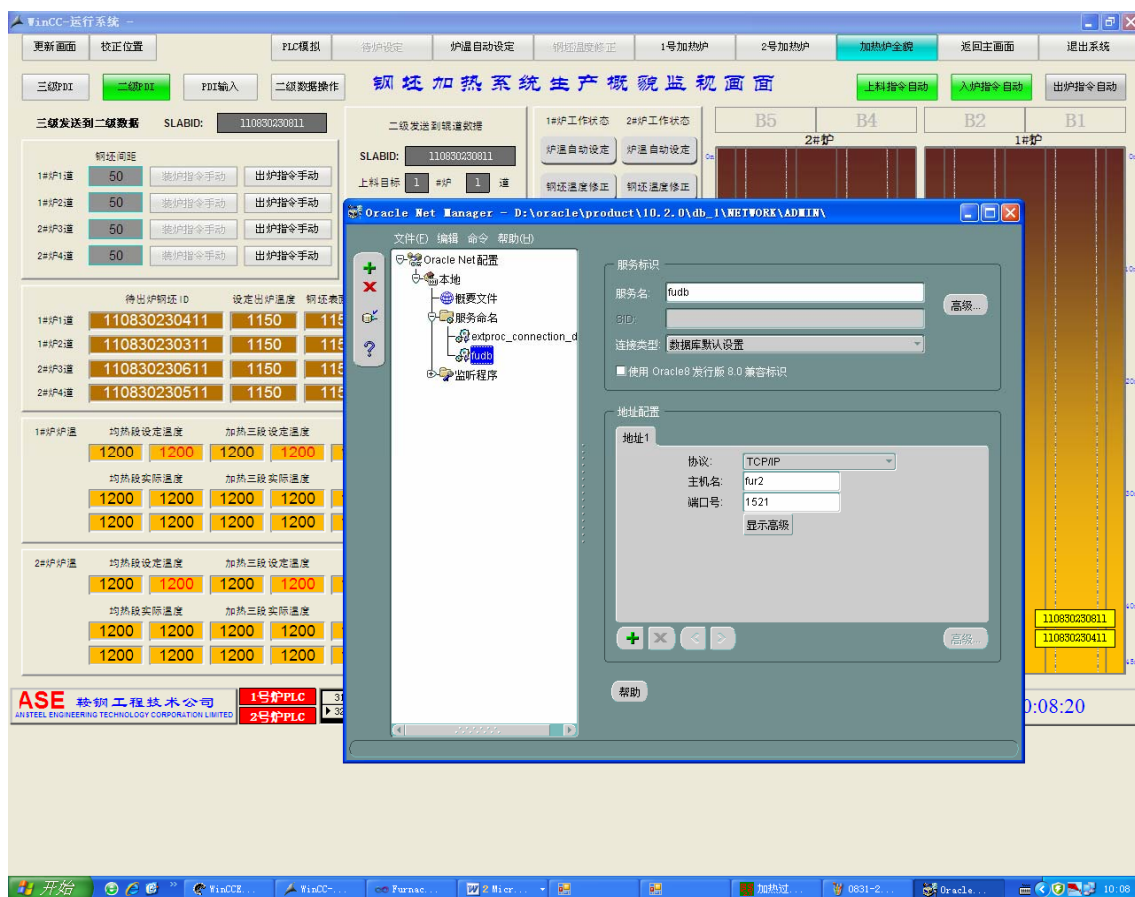 WinCC-运行系统 -
更新画面 校正位置 PLC模拟 待炉设定 炉温自动设定 钢坯温度修正 1号加热炉 2号加热炉 加热炉全貌 返回主画面 退出系统
三级PDI 二级PDI PDI输入 二级数据操作 钢坯加热系统生产概貌监视画面 上料指令自动 入炉指令自动 出炉指令自动
三级发送到二级数据 SLABID: 110830230811
钢坯间距
1#炉1道 50 装炉指令手动 出炉指令手动
1#炉2道 50 装炉指令手动 出炉指令手动
2#炉3道 50 装炉指令手动 出炉指令手动
2#炉4道 50 装炉指令手动 出炉指令手动
二级发送到辊道数据
SLABID: 110830230811
上料目标 1 #炉 1 道
1#炉工作状态 2#炉工作状态
炉温自动设定 炉温自动设定
钢坯温度修正 钢坯温度修正
B5 B4 B2 B1
2#炉 1#炉
0m
待出炉钢坯ID 设定出炉温度 钢坯表
1#炉1道 110830230411 1150 115
1#炉2道 110830230311 1150 115
2#炉3道 110830230611 1150 115
2#炉4道 110830230511 1150 115
1#炉炉温 均热段设定温度 加热三段设定温度
1200 1200 1200 1200
均热段实际温度 加热三段实际温度
1200 1200 1200 1200
1200 1200 1200 1200
2#炉炉温 均热段设定温度 加热三段设定温度
1200 1200 1200 1200
均热段实际温度 加热三段实际温度
1200 1200 1200 1200
1200 1200 1200 1200
Oracle Net Manager - D:\oracle\product\10.2.0\db_1\NETWORK\ADMIN\
文件(F) 编辑 命令 帮助(H)
Oracle Net 配置
本地
概要文件
服务命名
extproc_connection_d
fudb
监听程序
服务标识
服务名: fudb
SID:
连接类型: 数据库默认设置
使用 Oracle8 发行版 8.0 兼容标识
高级...
地址配置
地址1
协议: TCP/IP
主机名: fur2
端口号: 1521
显示高级
高级...
帮助
110830230811
110830230411
ASE 鞍钢工程技术公司
ANSTEEL ENGINEERING TECHNOLOGY CORPORATION LIMITED
1号炉PLC
2号炉PLC
:08:20
开始 WinCCE... WinCC-... Furnac... 2 Micr... 加热过... 0831-2... Oracle... 10:08